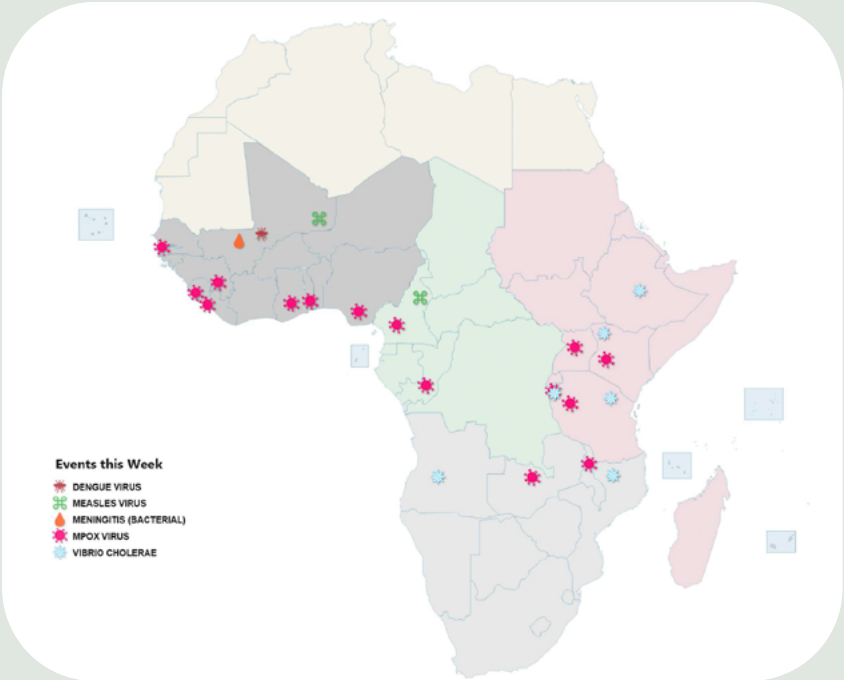 Events this Week
DENGUE VIRUS
MEASLES VIRUS
MENINGITIS (BACTERIAL)
MPOX VIRUS
VIBRIO CHOLERAE